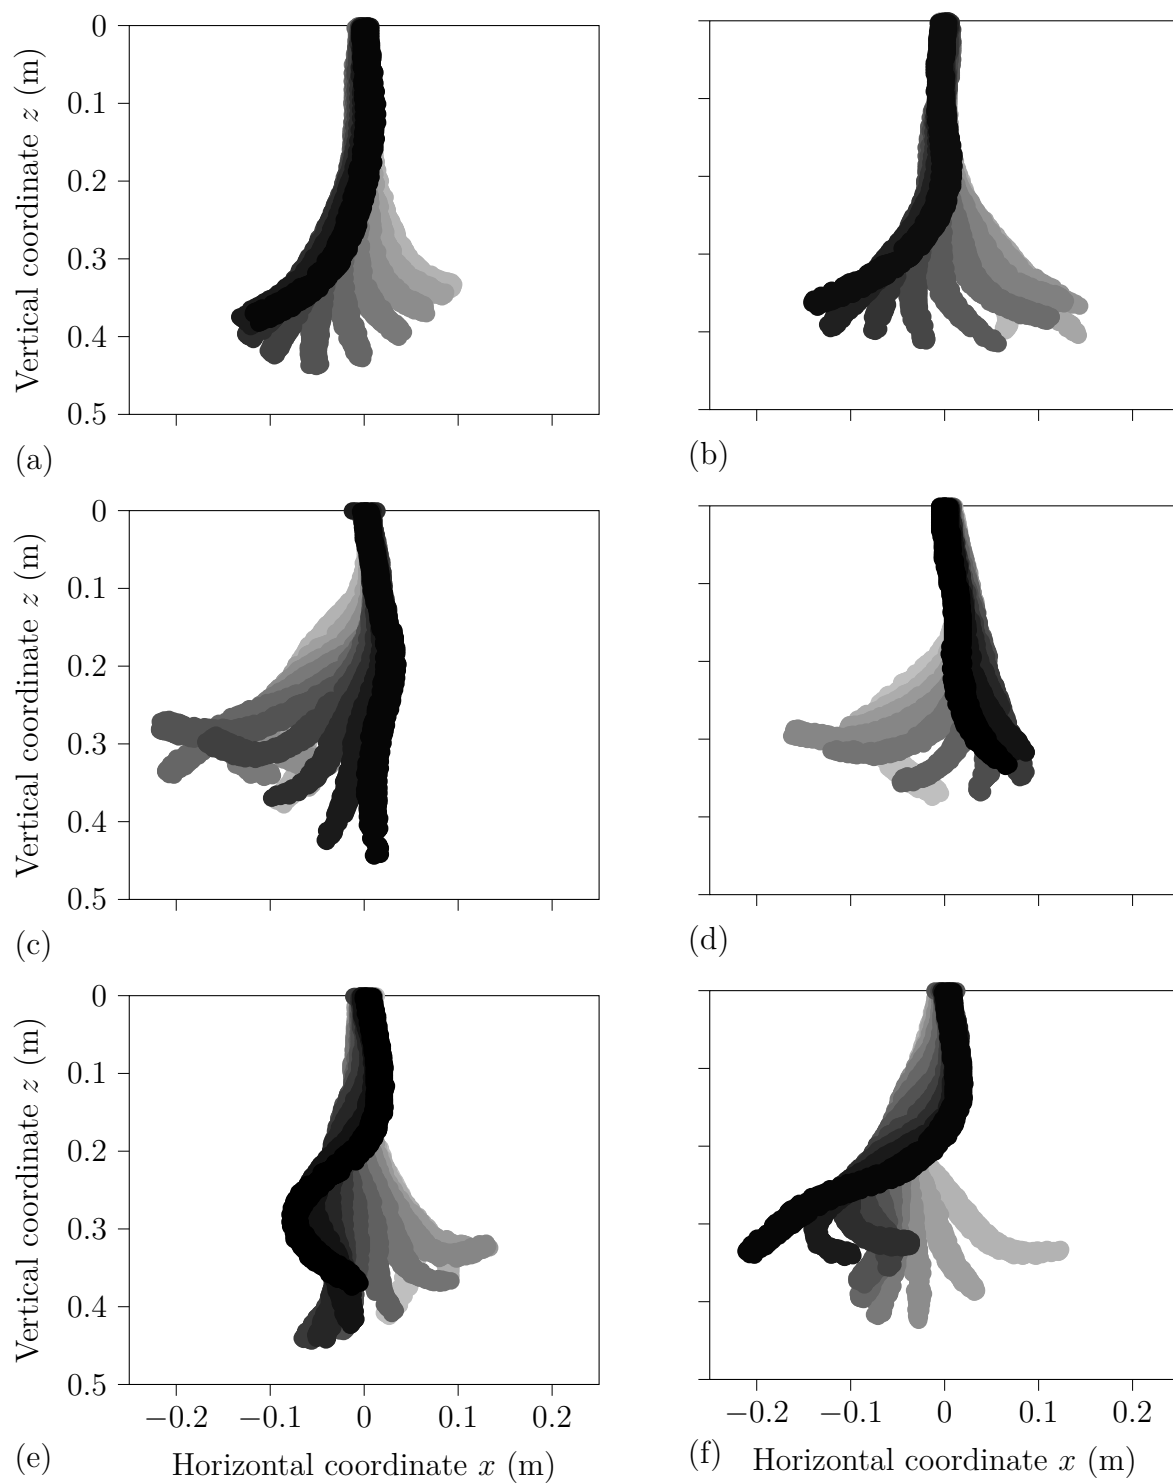 0
0.1
0.2
0.3
0.4
0.5
Vertical coordinate z (m)
(a)
(b)
0
0.1
0.2
0.3
0.4
0.5
Vertical coordinate z (m)
(c)
(d)
0
0.1
0.2
0.3
0.4
0.5
Vertical coordinate z (m)
−0.2 −0.1 0 0.1 0.2
Horizontal coordinate x (m)
(e)
−0.2 −0.1 0 0.1 0.2
Horizontal coordinate x (m)
(f)